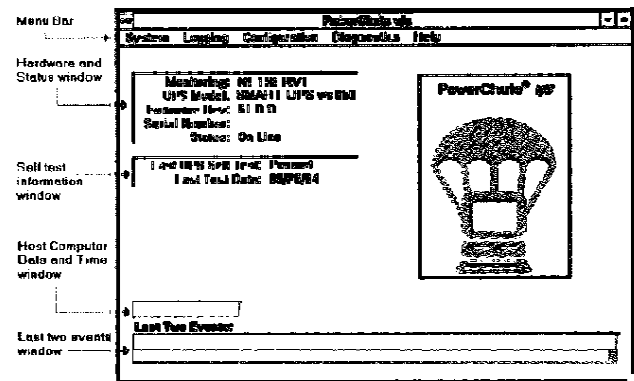 Menu Bar
PowerChute v/s
System Logging Configuration Diagnostics Help
Hardware and
Status window
Monitoring:
UPS Model: SMART-UPS
Firmware Rev:
Serial Number:
Status: On Line
PowerChute®
Self test
information
window
Last UPS Self Test: Passed
Last Test Date:
Host Computer
Date and Time
window
Last Two Events:
Last two events
window